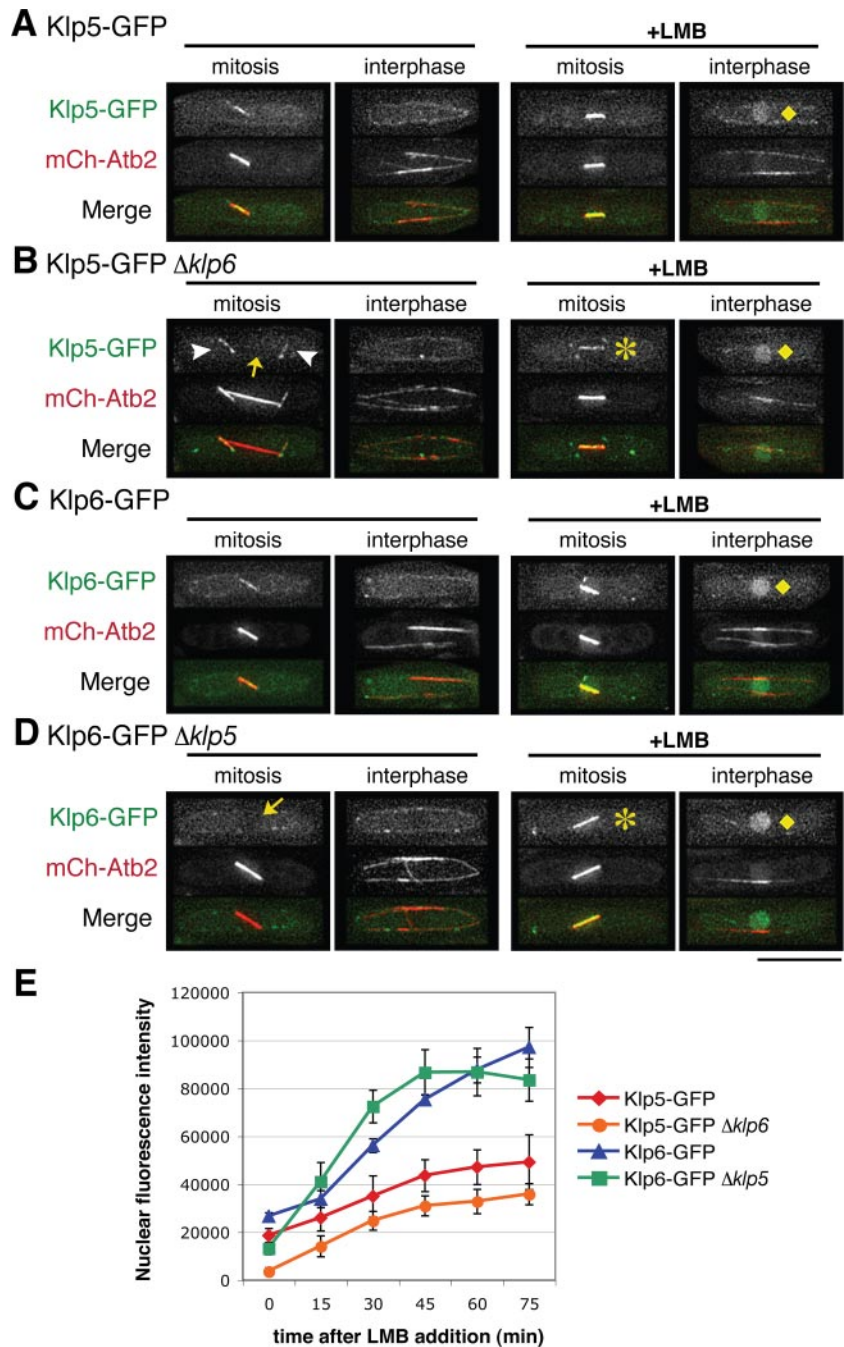 A Klp5-GFP
+LMB
mitosis interphase mitosis interphase
Klp5-GFP
mCh-Atb2
Merge
B Klp5-GFP Δklp6
+LMB
mitosis interphase mitosis interphase
Klp5-GFP
mCh-Atb2
Merge
C Klp6-GFP
+LMB
mitosis interphase mitosis interphase
Klp6-GFP
mCh-Atb2
Merge
D Klp6-GFP Δklp5
+LMB
mitosis interphase mitosis interphase
Klp6-GFP
mCh-Atb2
Merge
E
Nuclear fluorescence intensity
120000
100000
80000
60000
40000
20000
0
0 15 30 45 60 75
time after LMB addition (min)
Klp5-GFP
Klp5-GFP Δklp6
Klp6-GFP
Klp6-GFP Δklp5